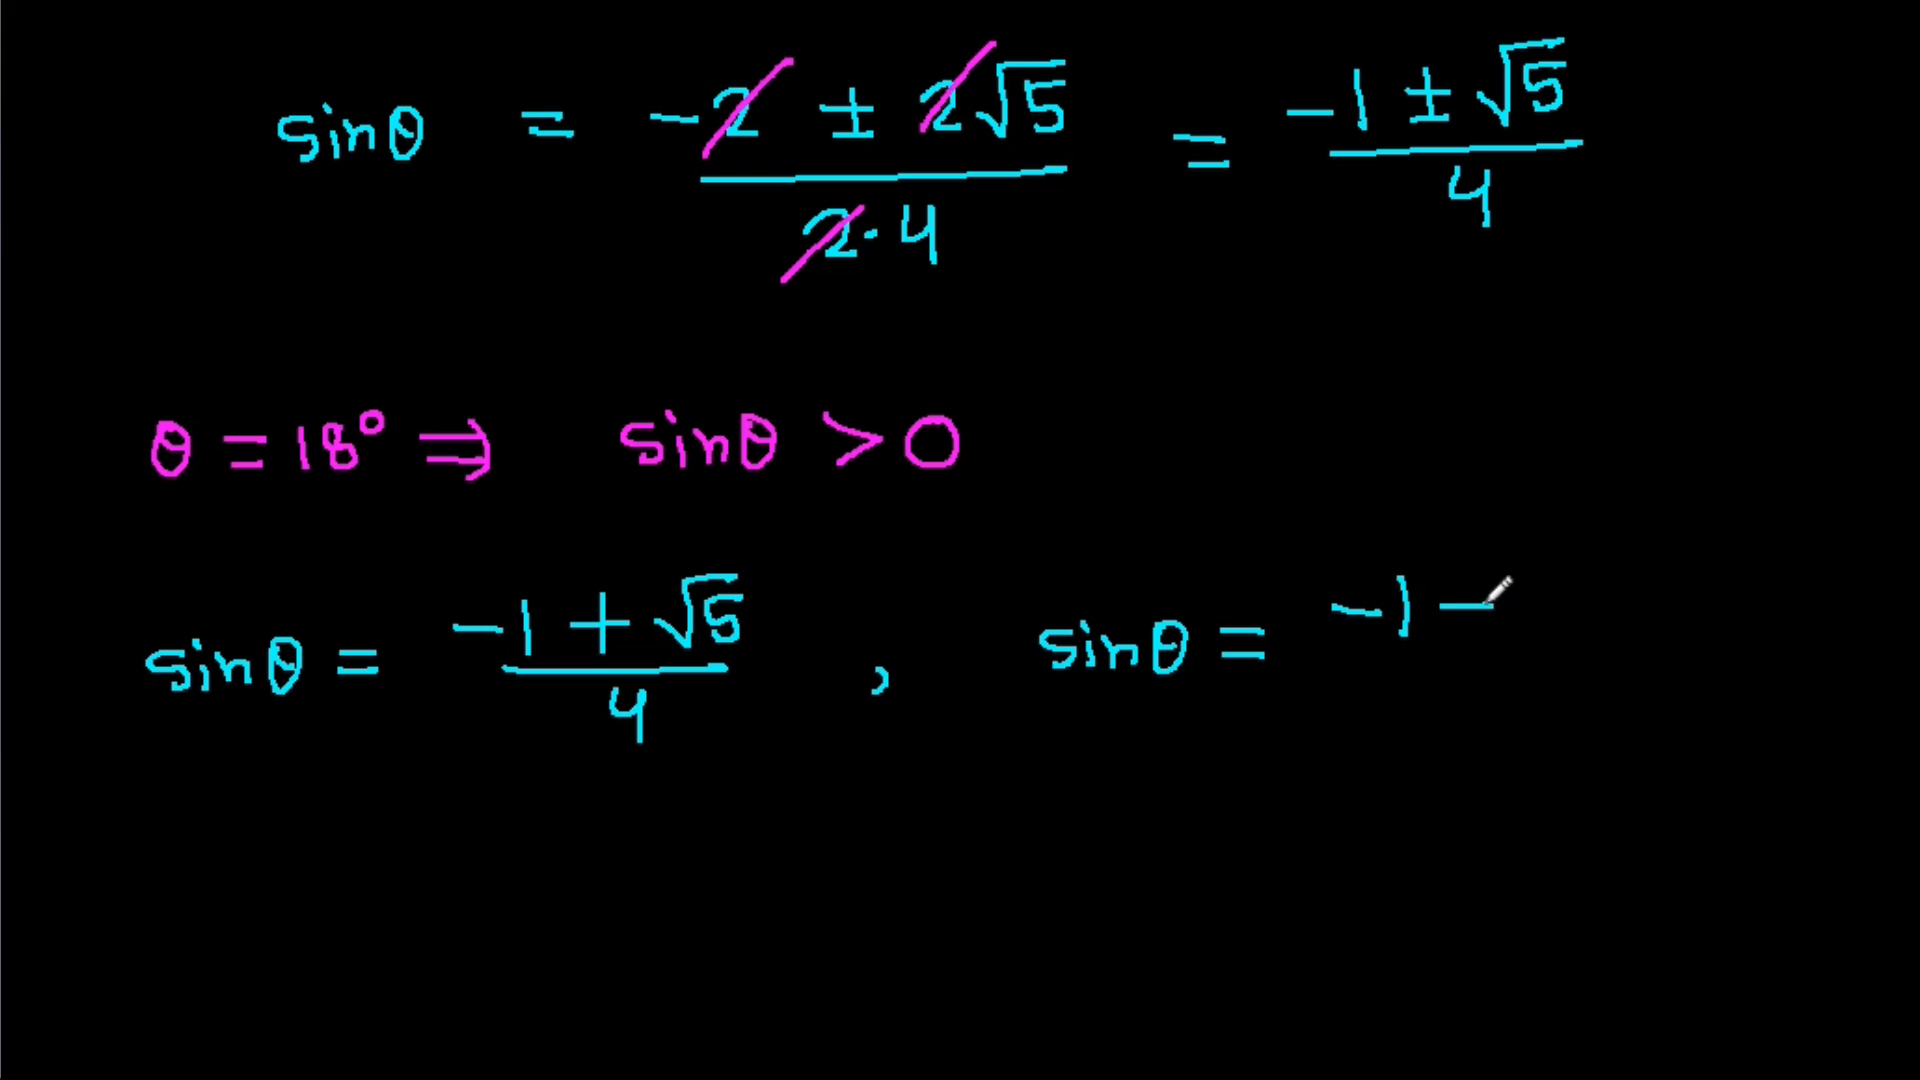 sinθ = (-2 ± 2√5)/(2·4) = (-1 ± √5)/4
θ = 18° ⇒ sinθ > 0
sinθ = (-1 + √5)/4 , sinθ = -1 -